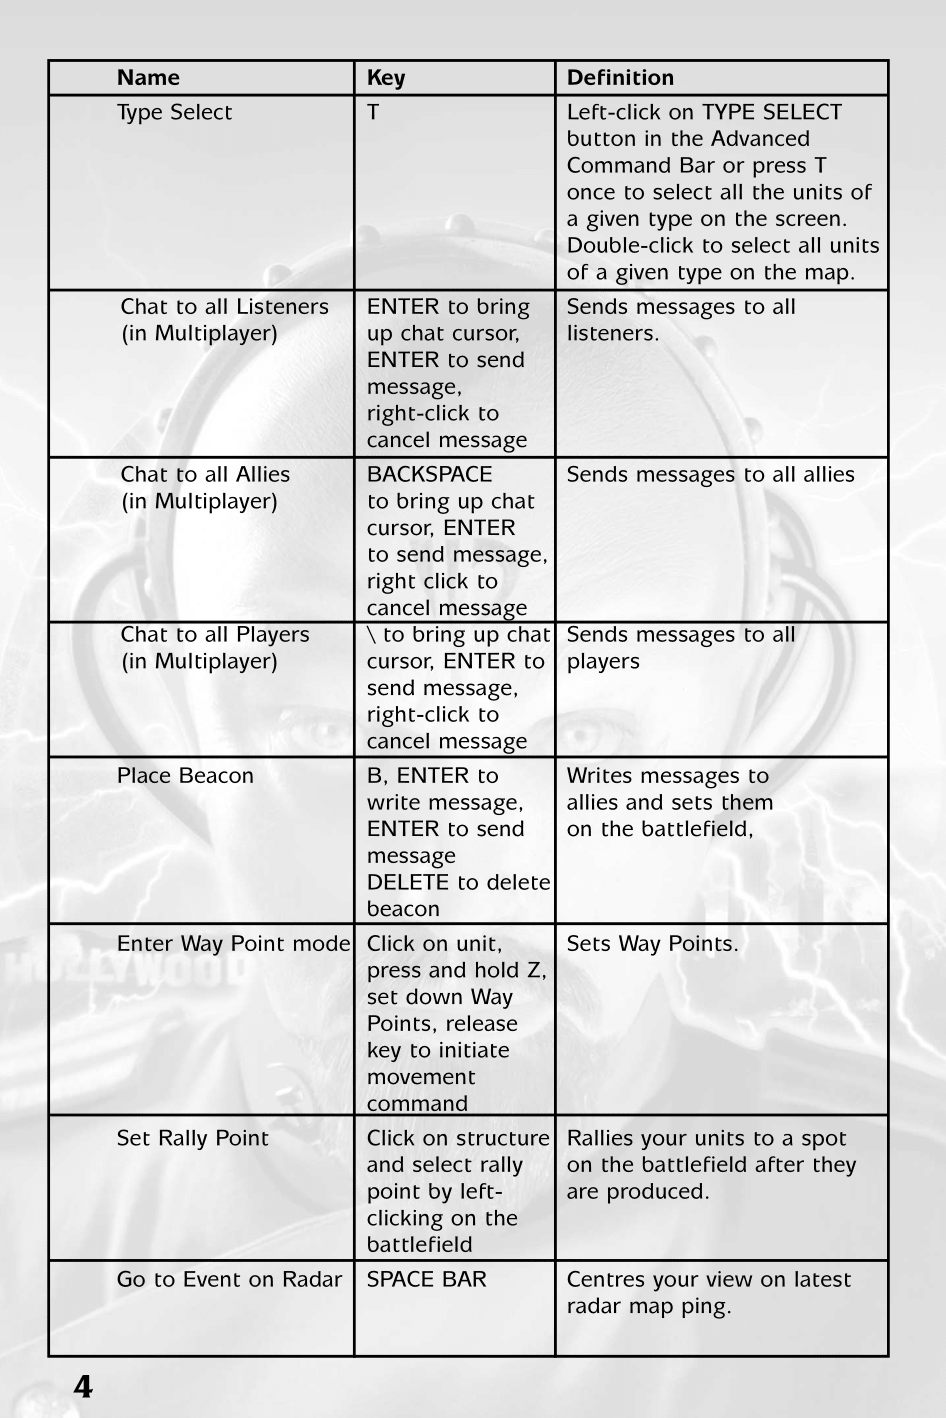 Name Key Definition
Type Select T Left-click on TYPE SELECT
button in the Advanced
Command Bar or press T
once to select all the units of
a given type on the screen.
Double-click to select all units
of a given type on the map.
Chat to all Listeners
(in Multiplayer)
ENTER to bring
up chat cursor,
ENTER to send
message,
right-click to
cancel message
Sends messages to all
listeners.
Chat to all Allies
(in Multiplayer)
BACKSPACE
to bring up chat
cursor, ENTER
to send message,
right click to
cancel message
Sends messages to all allies
Chat to all Players
(in Multiplayer)
\ to bring up chat
cursor, ENTER to
send message,
right-click to
cancel message
Sends messages to all
players
Place Beacon
B, ENTER to
write message,
ENTER to send
message
DELETE to delete
beacon
Writes messages to
allies and sets them
on the battlefield,
Enter Way Point mode
Click on unit,
press and hold Z,
set down Way
Points, release
key to initiate
movement
command
Sets Way Points.
Set Rally Point
Click on structure
and select rally
point by left-
clicking on the
battlefield
Rallies your units to a spot
on the battlefield after they
are produced.
Go to Event on Radar
SPACE BAR
Centres your view on latest
radar map ping.
HOLLYWOOD
4